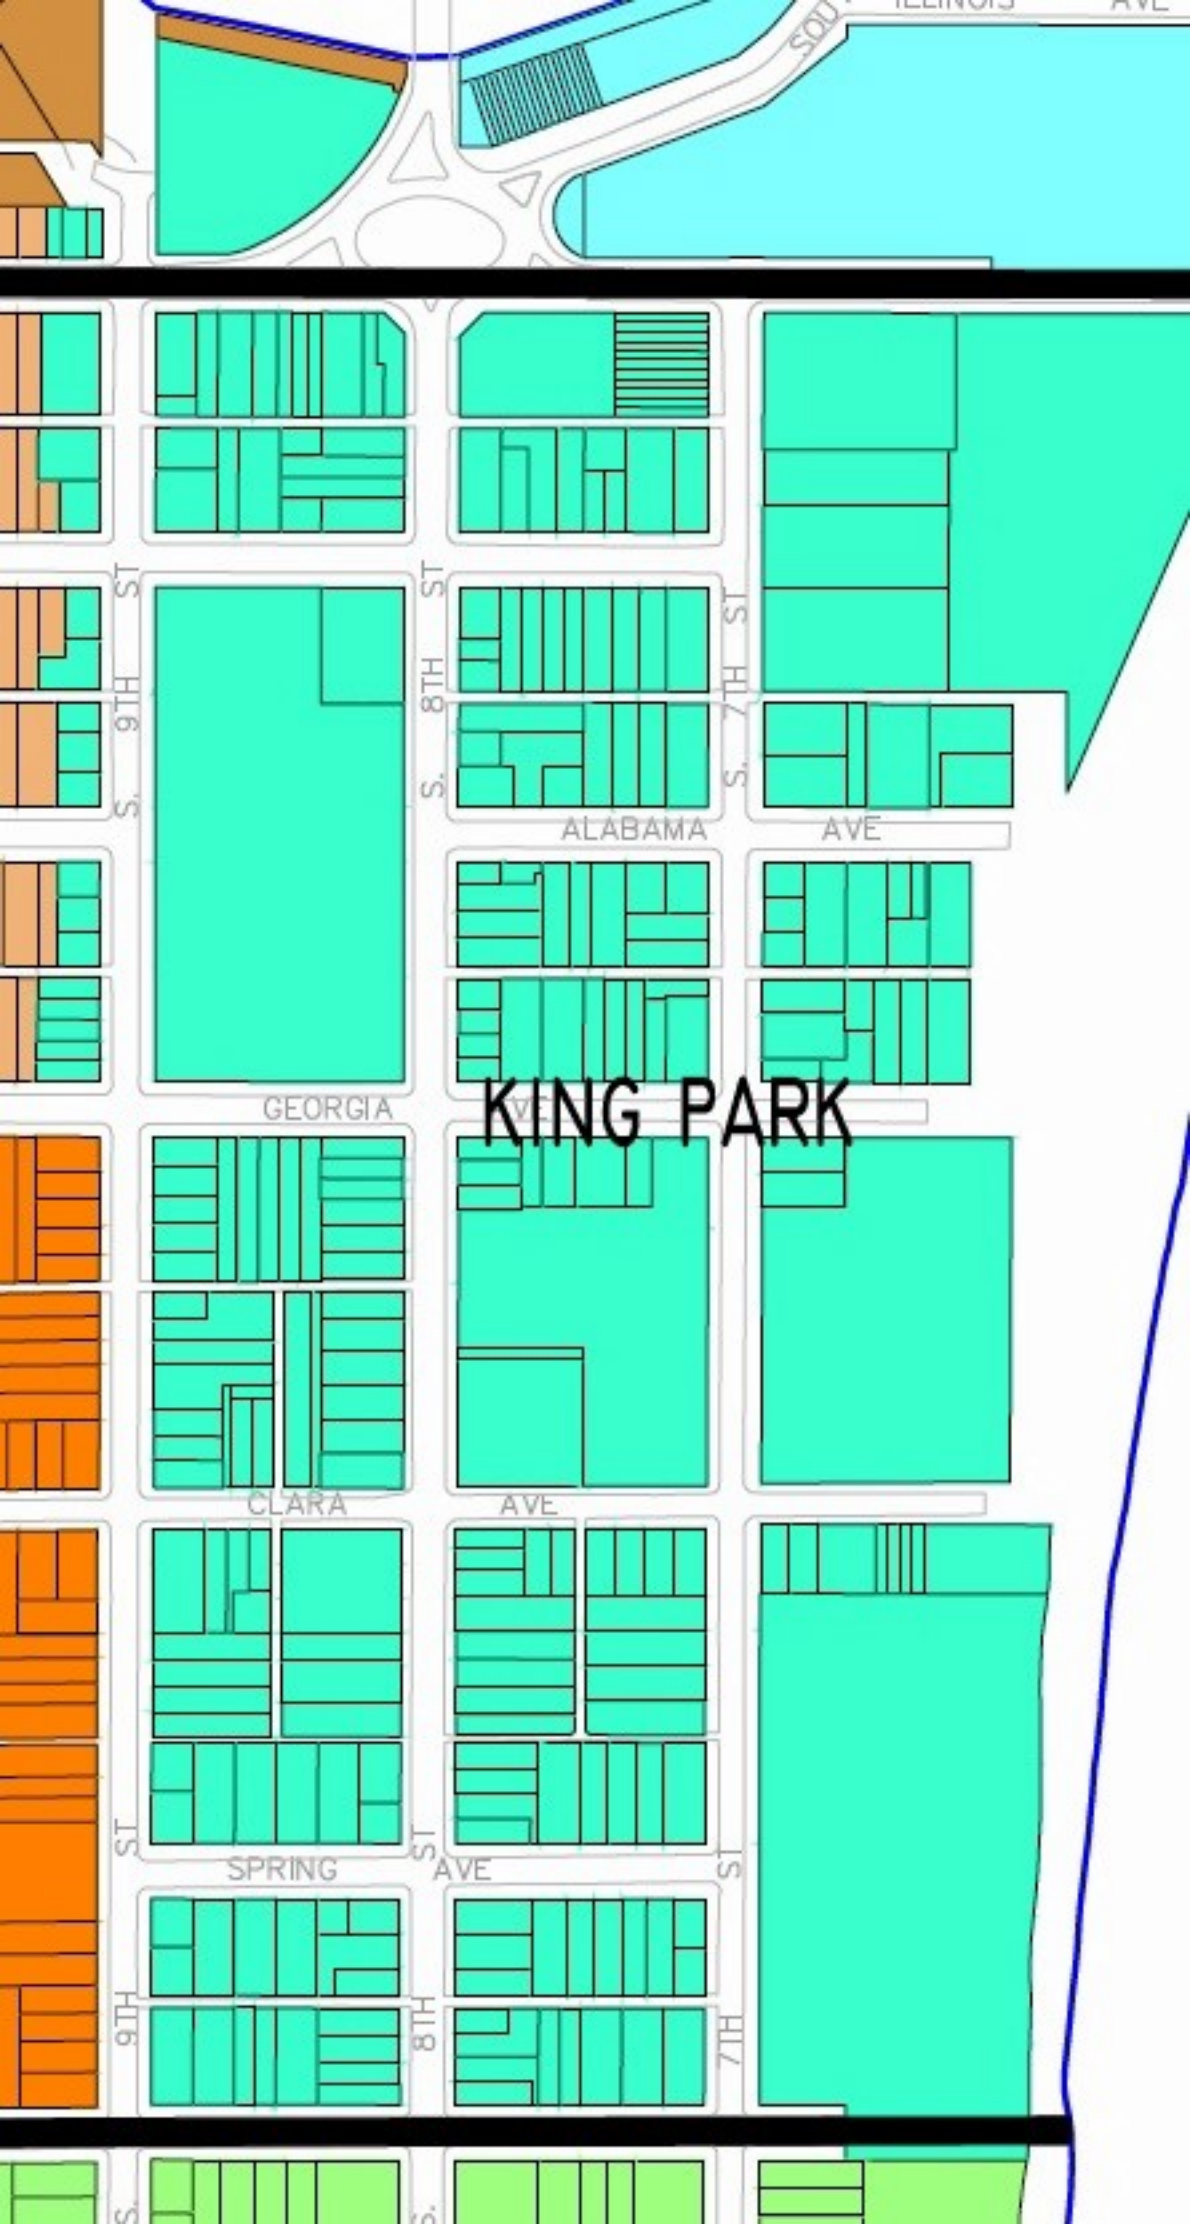 ILLINOIS AVE
SOU
S. 9TH ST
S. 8TH ST
S. 7TH ST
ALABAMA AVE
GEORGIA VE
KING PARK
CLARA AVE
SPRING AVE
9TH ST
8TH ST
7TH ST
S.
S.